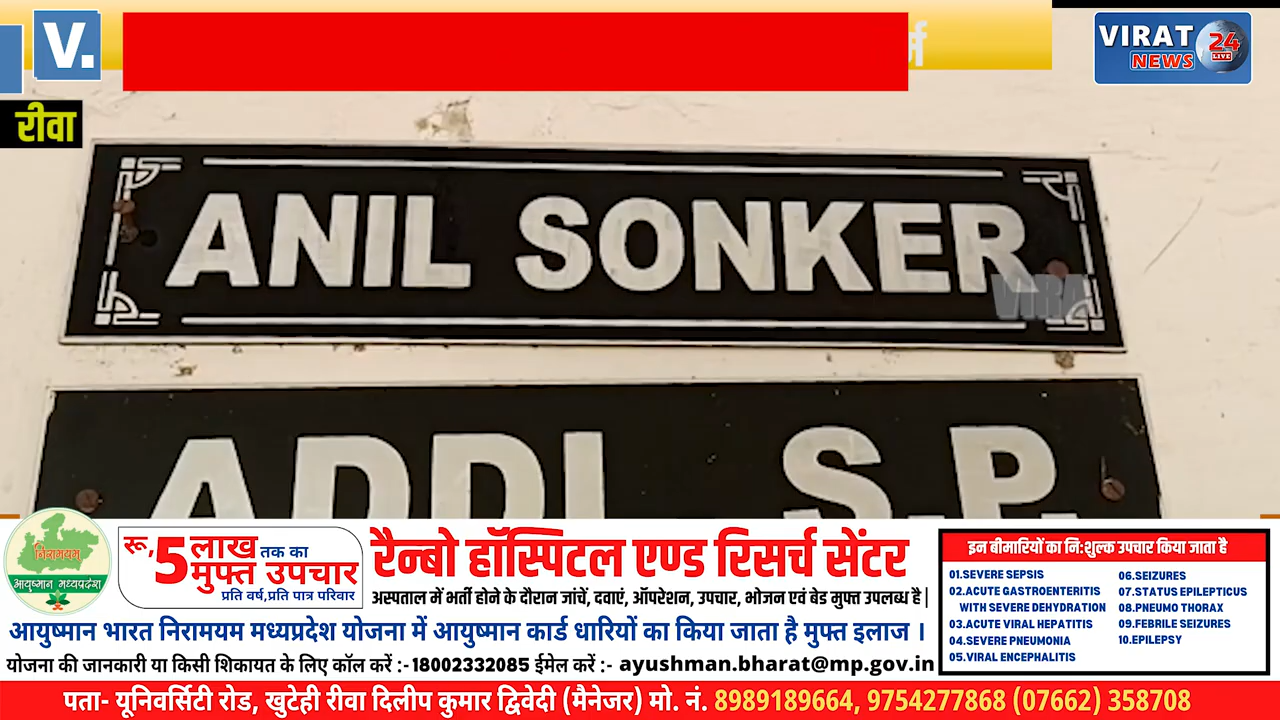 V.
VIRAT
24
LIVE
NEWS
रीवा
ANIL SONKER
VIRA
ADDL S.P.
निरामयम्
आयुष्मान मध्यप्रदेश
रू.5 लाख तक का
मुफ्त उपचार
प्रति वर्ष,प्रति पात्र परिवार
रैन्बो हॉस्पिटल एण्ड रिसर्च सेंटर
अस्पताल में भर्ती होने के दौरान जांचें, दवाएं, ऑपरेशन, उपचार, भोजन एवं बेड मुफ्त उपलब्ध है |
आयुष्मान भारत निरामयम मध्यप्रदेश योजना में आयुष्मान कार्ड धारियों का किया जाता है मुफ्त इलाज ।
योजना की जानकारी या किसी शिकायत के लिए कॉल करें :- 18002332085 ईमेल करें :- ayushman.bharat@mp.gov.in
इन बीमारियों का नि:शुल्क उपचार किया जाता है
01.SEVERE SEPSIS
02.ACUTE GASTROENTERITIS
WITH SEVERE DEHYDRATION
03.ACUTE VIRAL HEPATITIS
04.SEVERE PNEUMONIA
05.VIRAL ENCEPHALITIS
06.SEIZURES
07.STATUS EPILEPTICUS
08.PNEUMO THORAX
09.FEBRILE SEIZURES
10.EPILEPSY
पता- यूनिवर्सिटी रोड, खुटेही रीवा दिलीप कुमार द्विवेदी (मैनेजर) मो. नं. 8989189664, 9754277868 (07662) 358708